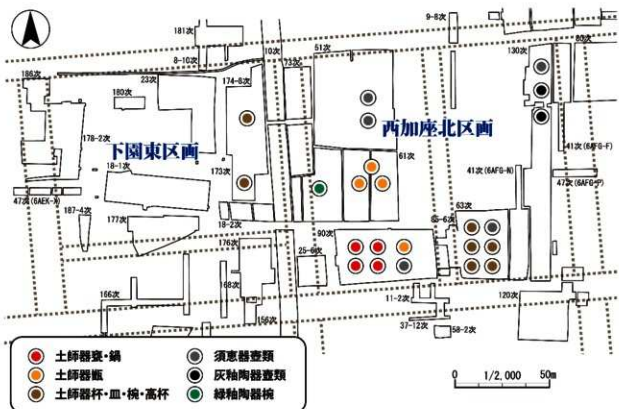 9-8次
181次
10次
51次
130次
80次
8-10次
73次
186次
23次
174-8次
180次
西加座北区画
178-2次
下園東区画
61次
41次(6AFG-F)
18-1次
173次
41次(6AFG-N)
47次(6AFG-P)
47次(6AEK-X)
187-4次
177次
18-2次
63次
176次
25-6次
90次
166次
168次
11-2次
120次
156次
37-12次
58-2次
土師器甕・鍋
須恵器壺類
土師器甑
灰釉陶器壺類
土師器杯・皿・椀・高杯
緑釉陶器椀
0 1/2,000 50m